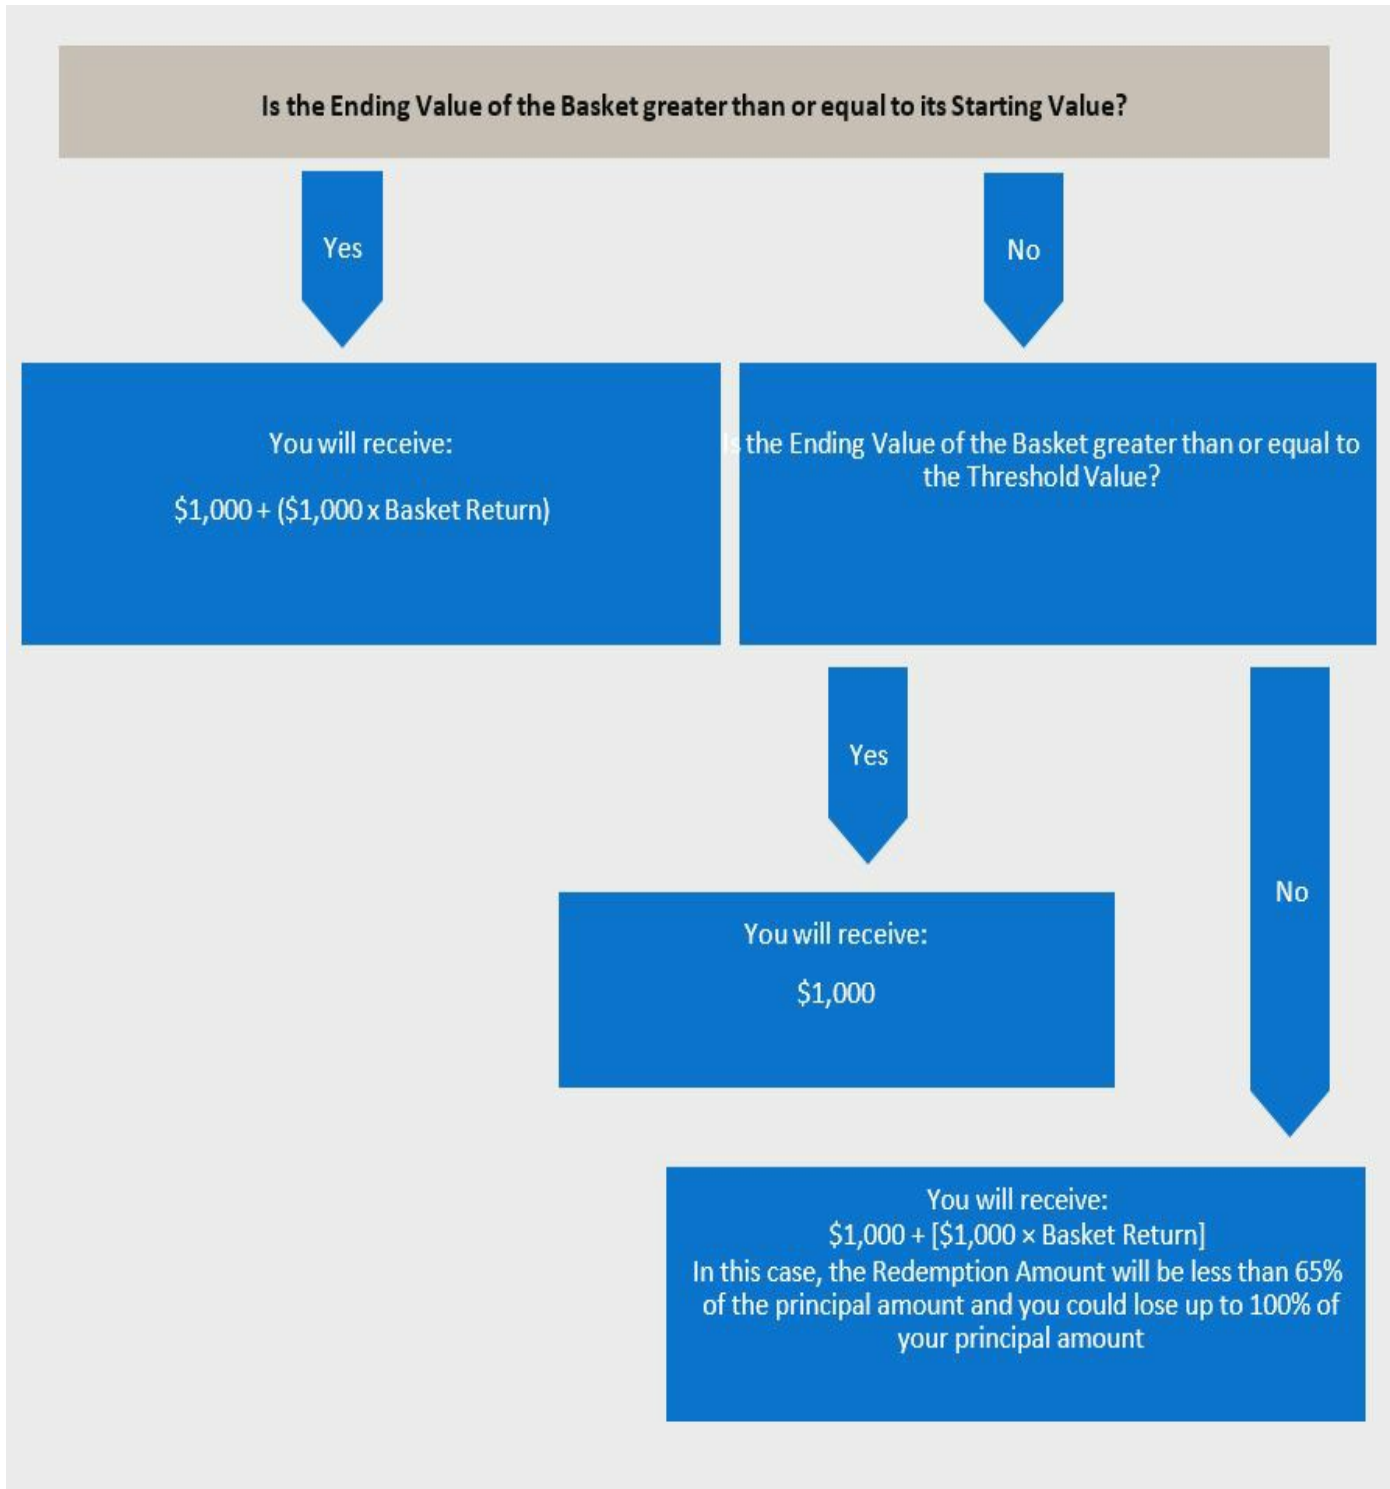 Is the Ending Value of the Basket greater than or equal to its Starting Value?
Yes
No
You will receive:
$1,000 + ($1,000 x Basket Return)
Is the Ending Value of the Basket greater than or equal to
the Threshold Value?
Yes
No
You will receive:
$1,000
You will receive:
$1,000 + [$1,000 × Basket Return]
In this case, the Redemption Amount will be less than 65%
of the principal amount and you could lose up to 100% of
your principal amount